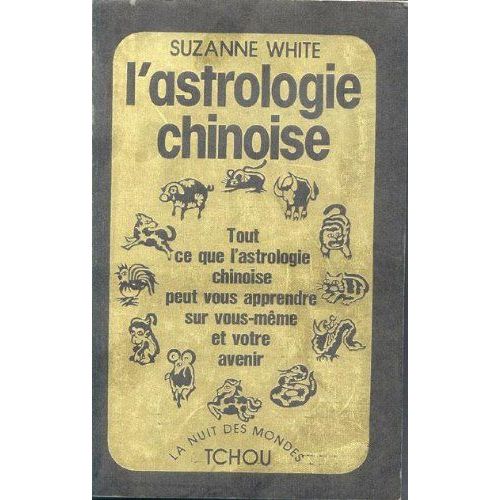 SUZANNE WHITE
l'astrologie
chinoise
Tout
ce que l'astrologie
chinoise
peut vous apprendre
sur vous-même
et votre
avenir
LA NUIT DES MONDES
TCHOU